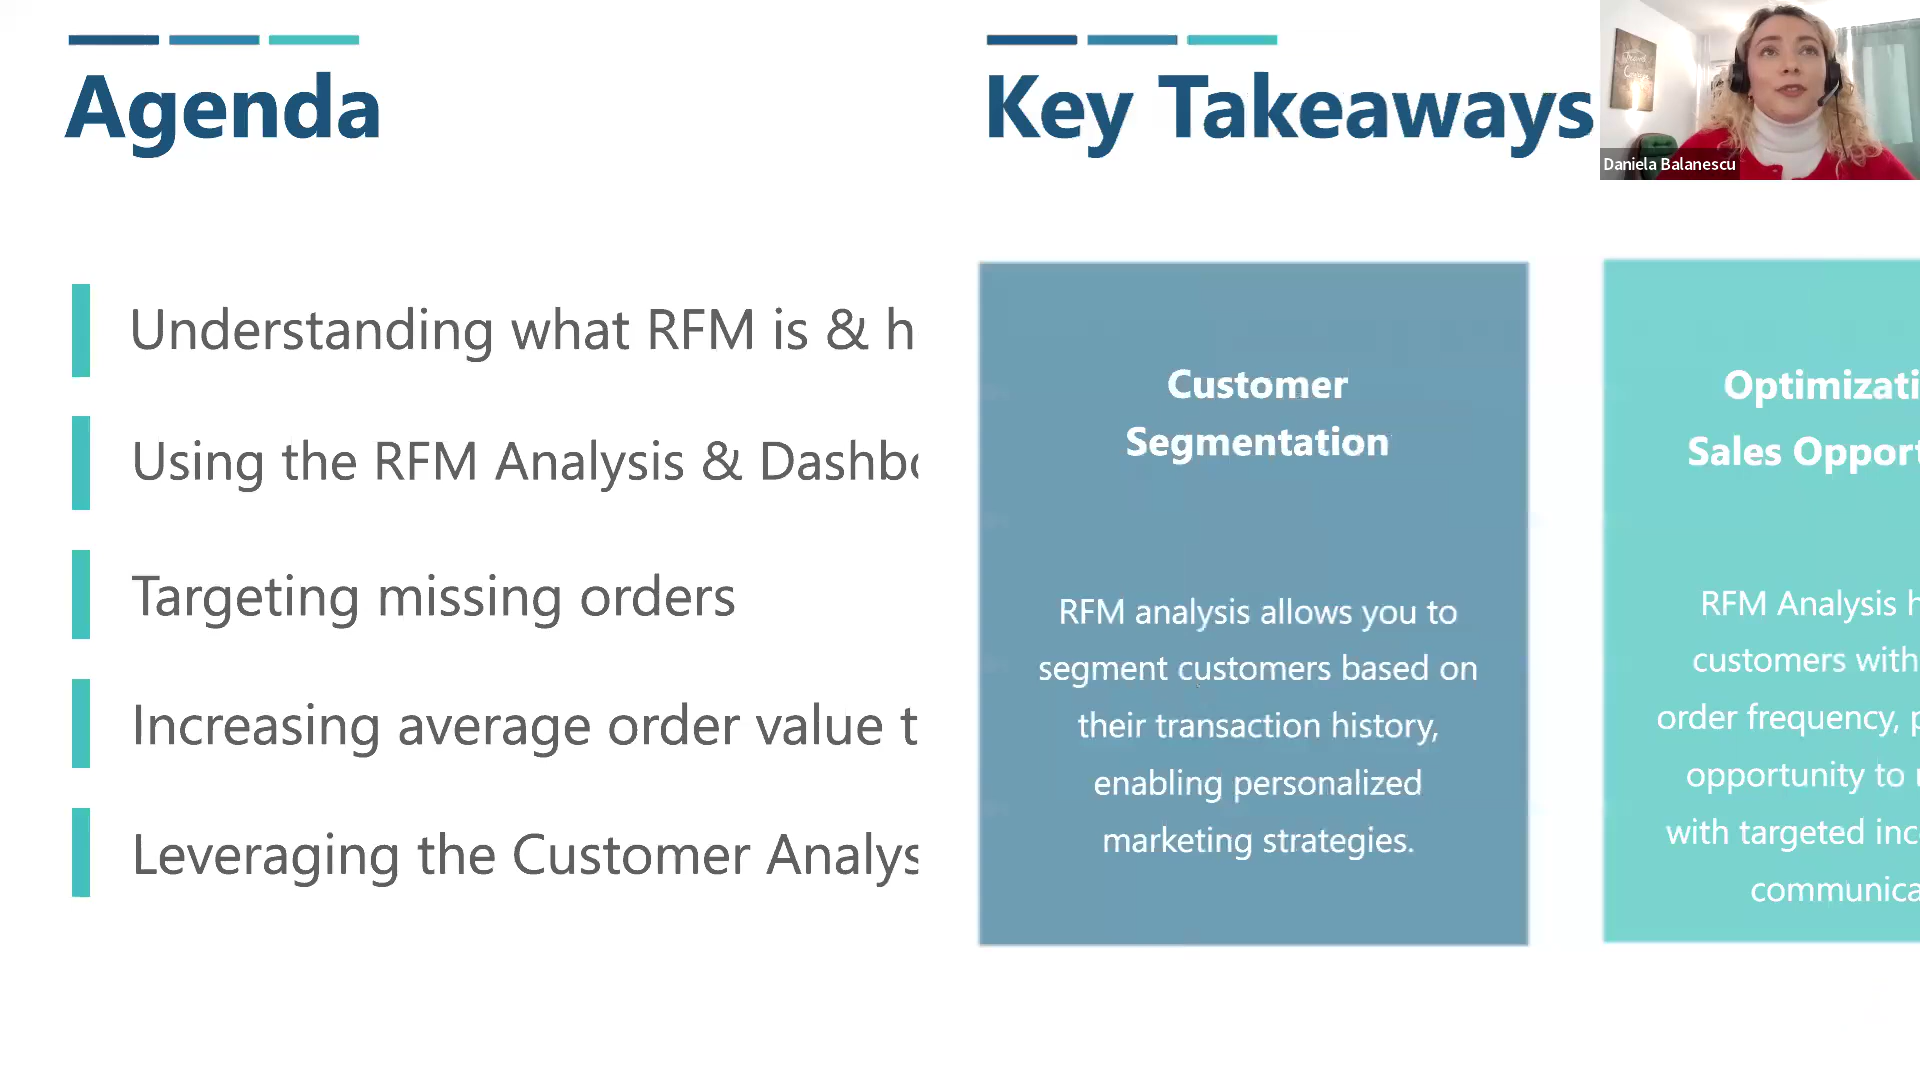 Agenda
Understanding what RFM is & h
Using the RFM Analysis & Dashbo
Targeting missing orders
Increasing average order value t
Leveraging the Customer Analys
Key Takeaways
Customer
Segmentation
RFM analysis allows you to
segment customers based on
their transaction history,
enabling personalized
marketing strategies.
Optimizati
Sales Opport
RFM Analysis h
customers with
order frequency, p
opportunity to
with targeted inc
communica
Daniela Balanescu